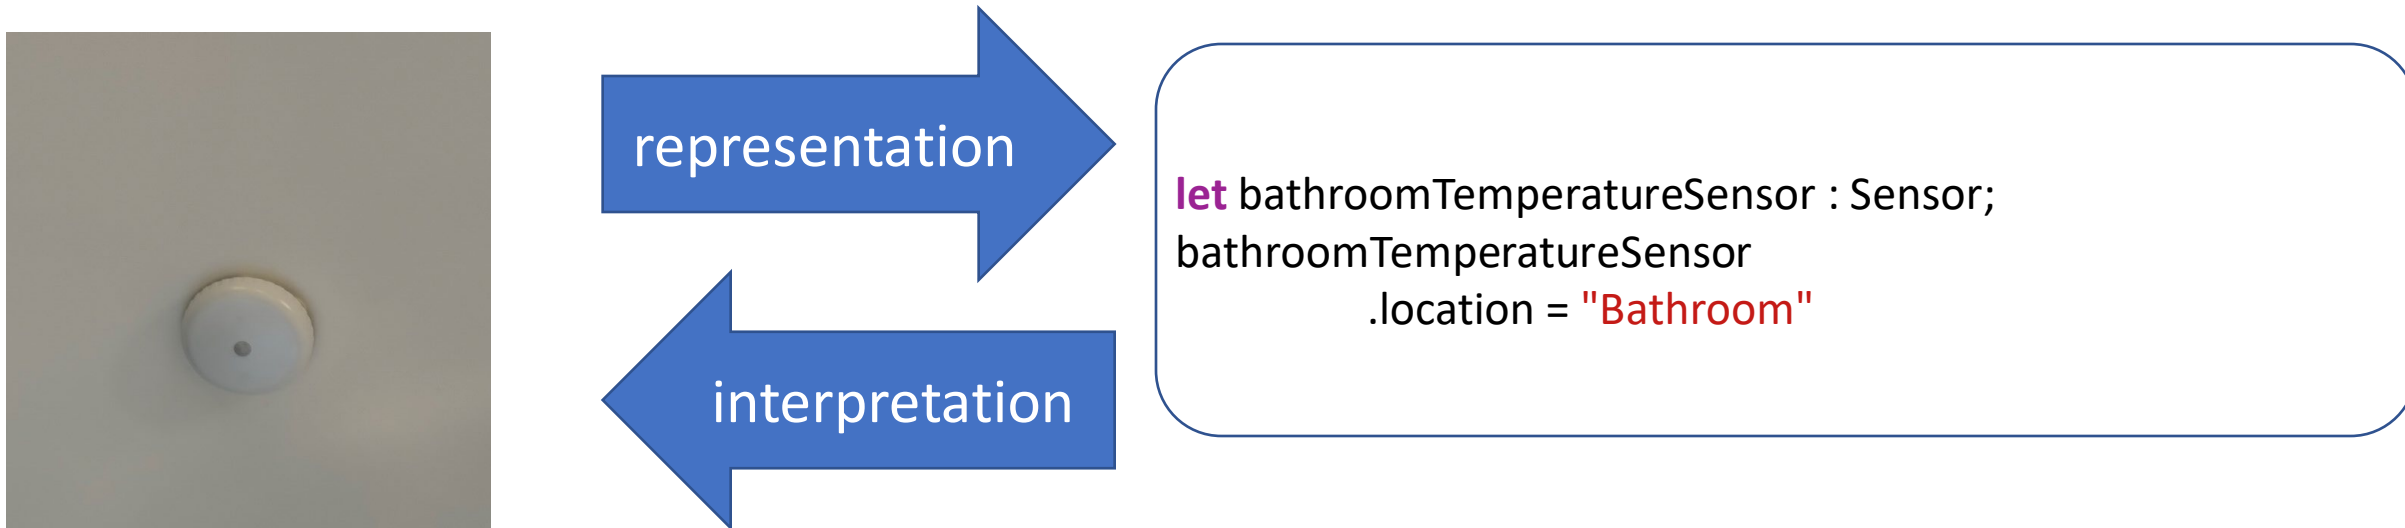 representation
interpretation
let bathroomTemperatureSensor : Sensor;
bathroomTemperatureSensor
.location = "Bathroom"